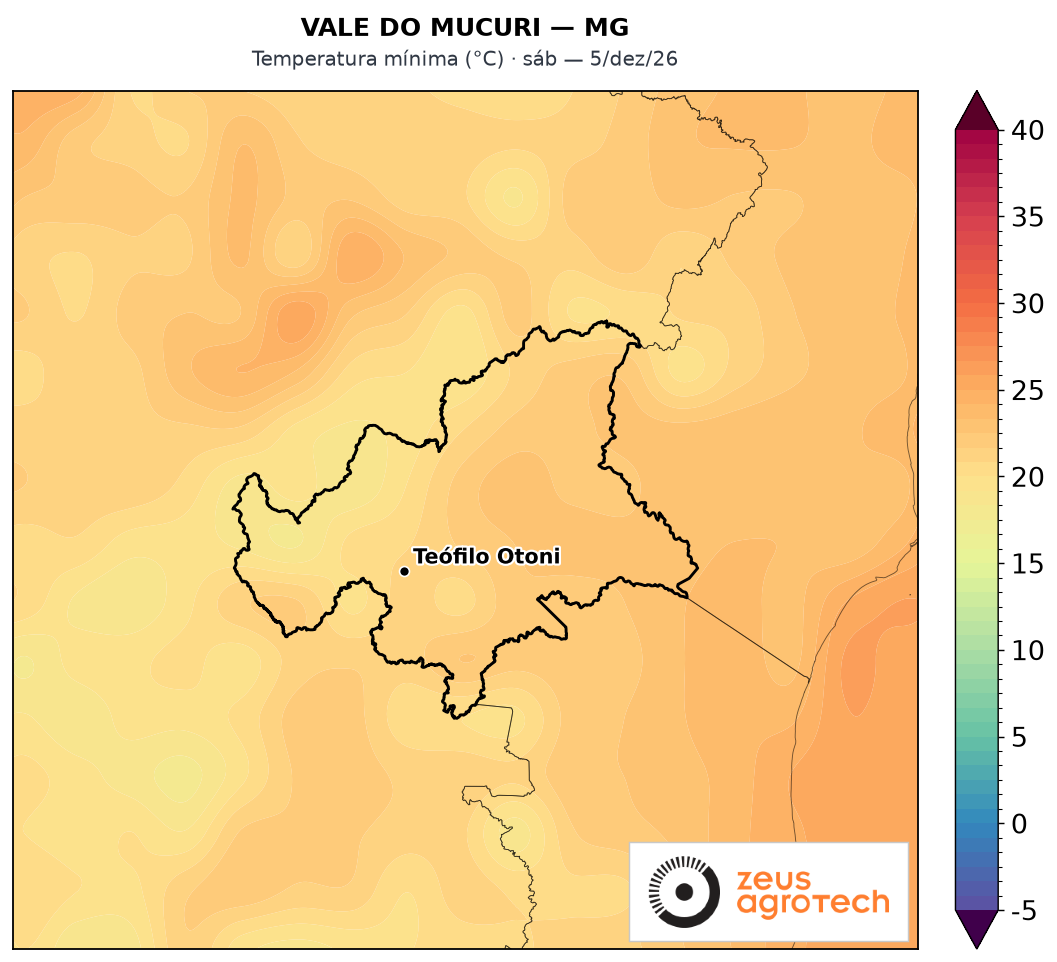 VALE DO MUCURI — MG
Temperatura mínima (°C) · sáb — 5/dez/26
40
35
30
25
20
15
10
5
0
-5
Teófilo Otoni
zeus
agrotech